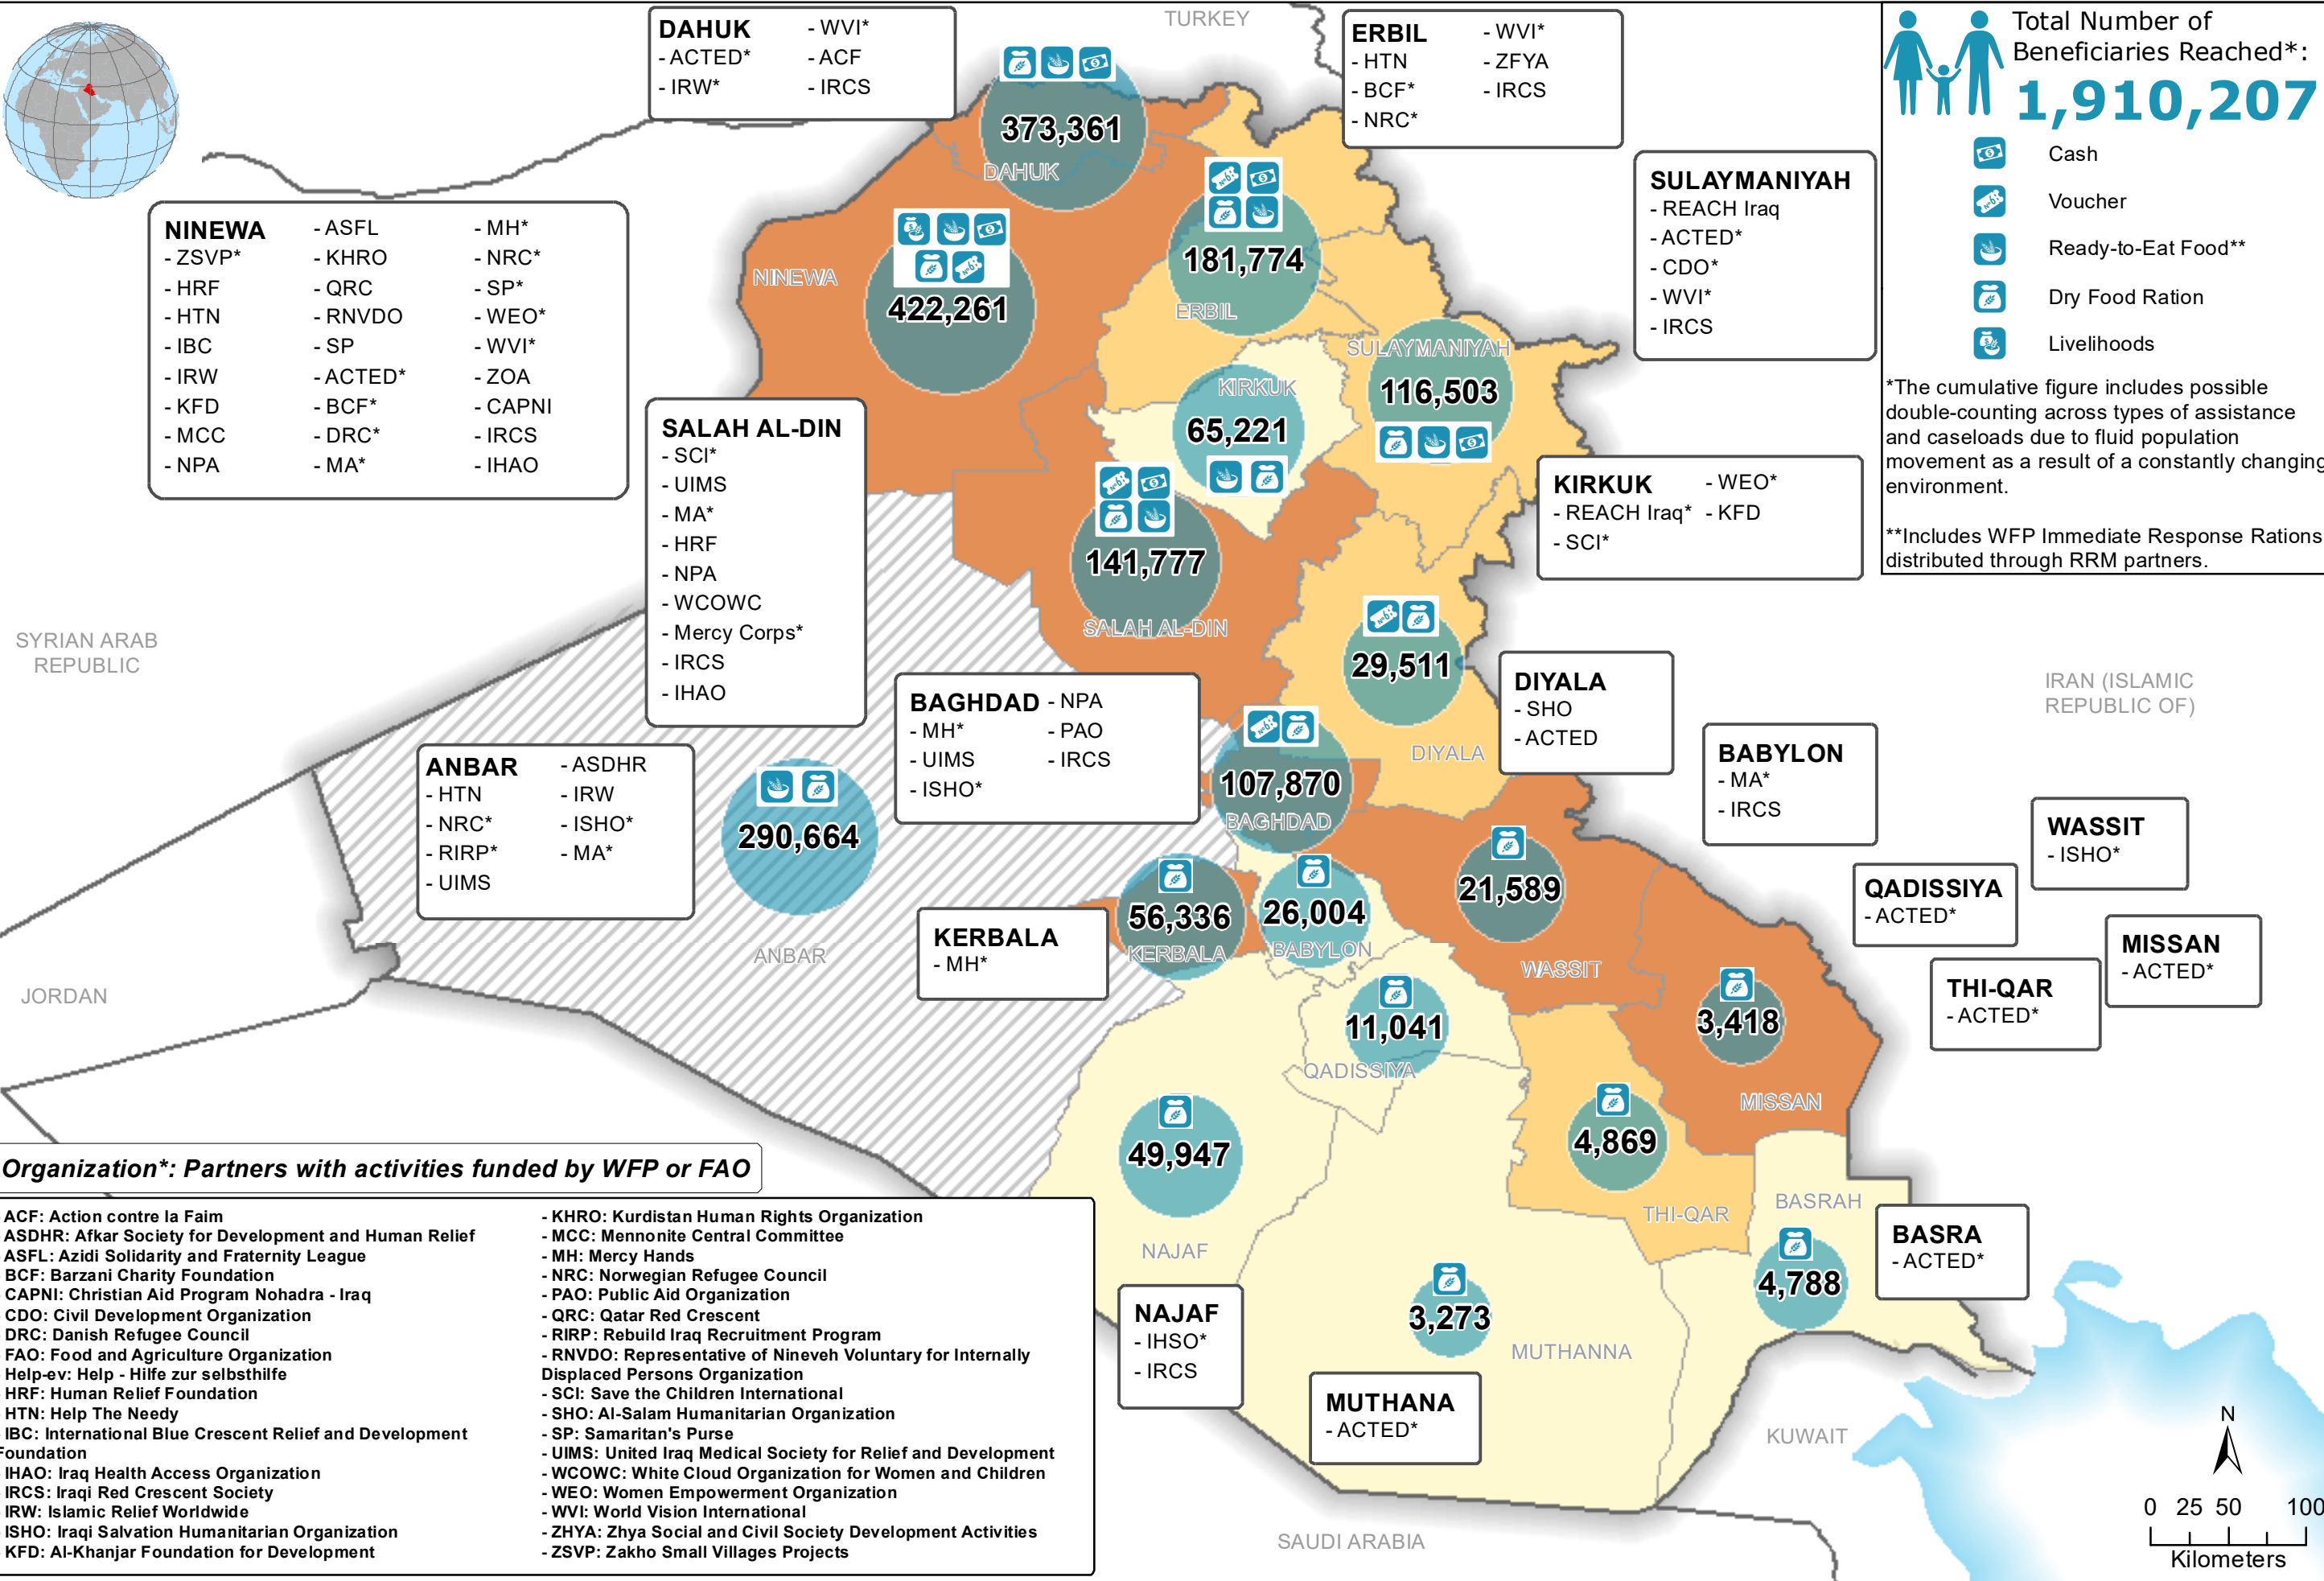 TURKEY
DAHUK
- ACTED*
- IRW*
- WVI*
- ACF
- IRCS
ERBIL
- HTN
- BCF*
- NRC*
- WVI*
- ZFYA
- IRCS
Total Number of
Beneficiaries Reached*:
1,910,207
Cash
Voucher
Ready-to-Eat Food**
Dry Food Ration
Livelihoods
*The cumulative figure includes possible
double-counting across types of assistance
and caseloads due to fluid population
movement as a result of a constantly changing
environment.
**Includes WFP Immediate Response Rations
distributed through RRM partners.
373,361
DAHUK
SULAYMANIYAH
- REACH Iraq
- ACTED*
- CDO*
- WVI*
- IRCS
NINEWA
- ZSVP*
- HRF
- HTN
- IBC
- IRW
- KFD
- MCC
- NPA
- ASFL
- KHRO
- QRC
- RNVDO
- SP
- ACTED*
- BCF*
- DRC*
- MA*
- MH*
- NRC*
- SP*
- WEO*
- WVI*
- ZOA
- CAPNI
- IRCS
- IHAO
NINEWA
422,261
181,774
ERBIL
SULAYMANIYAH
116,503
KIRKUK
65,221
SALAH AL-DIN
- SCI*
- UIMS
- MA*
- HRF
- NPA
- WCOWC
- Mercy Corps*
- IRCS
- IHAO
KIRKUK
- REACH Iraq*
- SCI*
- WEO*
- KFD
141,777
SALAH AL-DIN
29,511
DIYALA
SYRIAN ARAB
REPUBLIC
IRAN (ISLAMIC
REPUBLIC OF)
DIYALA
- SHO
- ACTED
BAGHDAD
- MH*
- UIMS
- ISHO*
- NPA
- PAO
- IRCS
BABYLON
- MA*
- IRCS
ANBAR
- HTN
- NRC*
- RIRP*
- UIMS
- ASDHR
- IRW
- ISHO*
- MA*
290,664
ANBAR
107,870
BAGHDAD
WASSIT
- ISHO*
QADISSIYA
- ACTED*
MISSAN
- ACTED*
THI-QAR
- ACTED*
KERBALA
- MH*
56,336
KERBALA
26,004
BABYLON
21,589
WASSIT
JORDAN
11,041
QADISSIYA
3,418
MISSAN
49,947
NAJAF
4,869
THI-QAR
BASRAH
4,788
BASRA
- ACTED*
3,273
MUTHANNA
NAJAF
- IHSO*
- IRCS
MUTHANA
- ACTED*
KUWAIT
SAUDI ARABIA
N
0 25 50 100
Kilometers
Organization*: Partners with activities funded by WFP or FAO
ACF: Action contre la Faim
ASDHR: Afkar Society for Development and Human Relief
ASFL: Azidi Solidarity and Fraternity League
BCF: Barzani Charity Foundation
CAPNI: Christian Aid Program Nohadra - Iraq
CDO: Civil Development Organization
DRC: Danish Refugee Council
FAO: Food and Agriculture Organization
Help-ev: Help - Hilfe zur selbsthilfe
HRF: Human Relief Foundation
HTN: Help The Needy
IBC: International Blue Crescent Relief and Development
Foundation
IHAO: Iraq Health Access Organization
IRCS: Iraqi Red Crescent Society
IRW: Islamic Relief Worldwide
ISHO: Iraqi Salvation Humanitarian Organization
KFD: Al-Khanjar Foundation for Development
- KHRO: Kurdistan Human Rights Organization
- MCC: Mennonite Central Committee
- MH: Mercy Hands
- NRC: Norwegian Refugee Council
- PAO: Public Aid Organization
- QRC: Qatar Red Crescent
- RIRP: Rebuild Iraq Recruitment Program
- RNVDO: Representative of Nineveh Voluntary for Internally
Displaced Persons Organization
- SCI: Save the Children International
- SHO: Al-Salam Humanitarian Organization
- SP: Samaritan's Purse
- UIMS: United Iraq Medical Society for Relief and Development
- WCOWC: White Cloud Organization for Women and Children
- WEO: Women Empowerment Organization
- WVI: World Vision International
- ZHYA: Zhya Social and Civil Society Development Activities
- ZSVP: Zakho Small Villages Projects